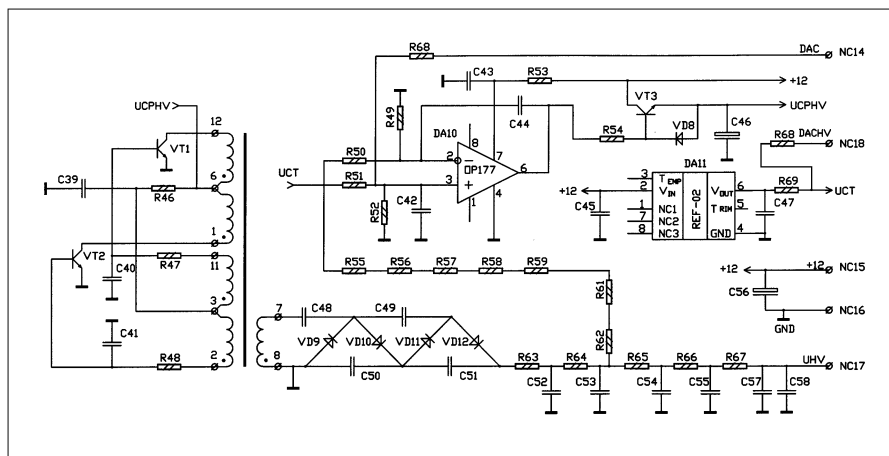 R68
DAC
NC14
C43
R53
+12
UCPHV
VT3
UCPHV
12
R49
C44
VD8
C46
R54
R68
DACHV
NC18
VT1
DA10
8
7
DA11
C39
R50
2
−
OP177
6
3
TEMP
UCT
R51
3
+
+12
2
VIN
VOUT
6
R69
UCT
6
R46
R52
C42
1
4
REF-02
C45
1
NC1
TRIM
5
C47
7
NC2
8
NC3
GND
4
1
VT2
R47
11
C40
R55
R56
R57
R58
R59
+12
+12
NC15
R61
C56
3
C41
7
C48
C49
GND
NC16
VD9
VD10
VD11
VD12
R62
R48
2
8
C50
C51
R63
R64
R65
R66
R67
UHV
NC17
C52
C53
C54
C55
C57
C58